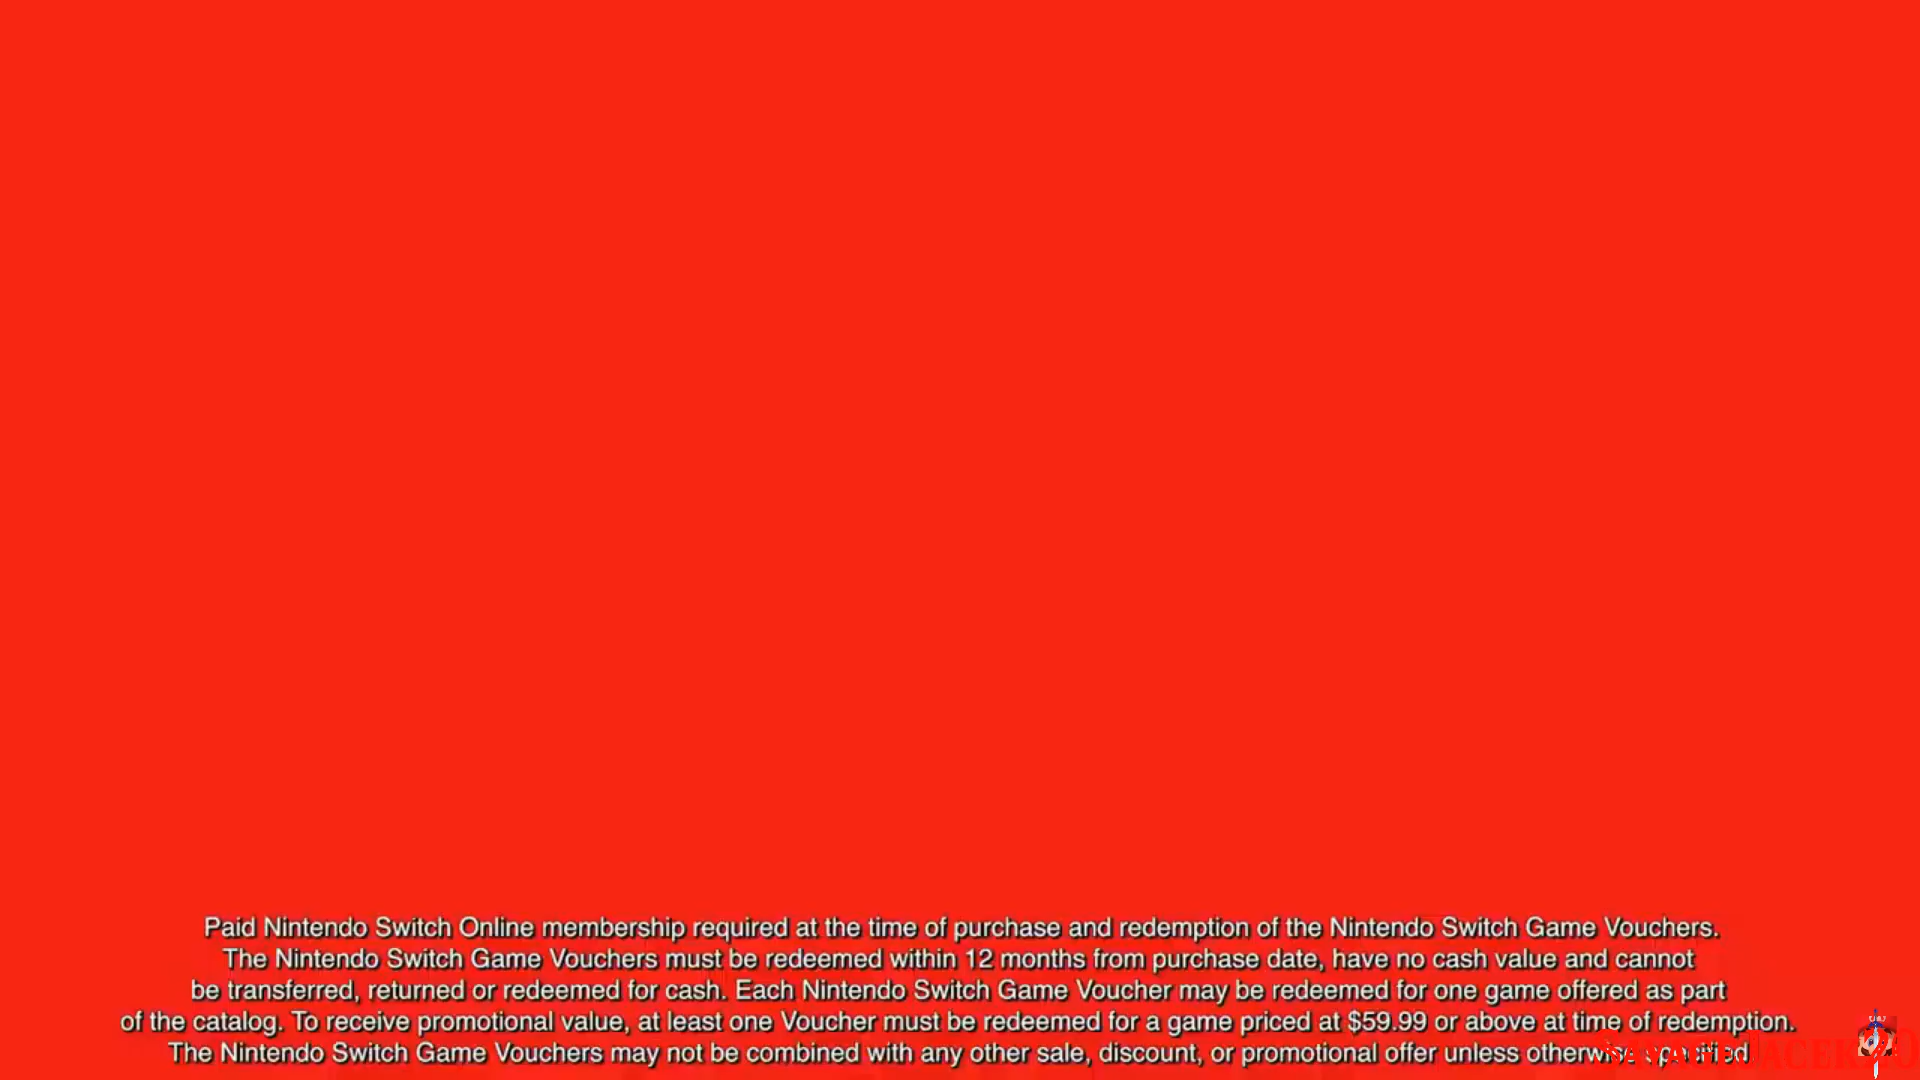 Paid Nintendo Switch Online membership required at the time of purchase and redemption of the Nintendo Switch Game Vouchers.
The Nintendo Switch Game Vouchers must be redeemed within 12 months from purchase date, have no cash value and cannot
be transferred, returned or redeemed for cash. Each Nintendo Switch Game Voucher may be redeemed for one game offered as part
of the catalog. To receive promotional value, at least one Voucher must be redeemed for a game priced at $59.99 or above at time of redemption.
The Nintendo Switch Game Vouchers may not be combined with any other sale, discount, or promotional offer unless otherwise specified